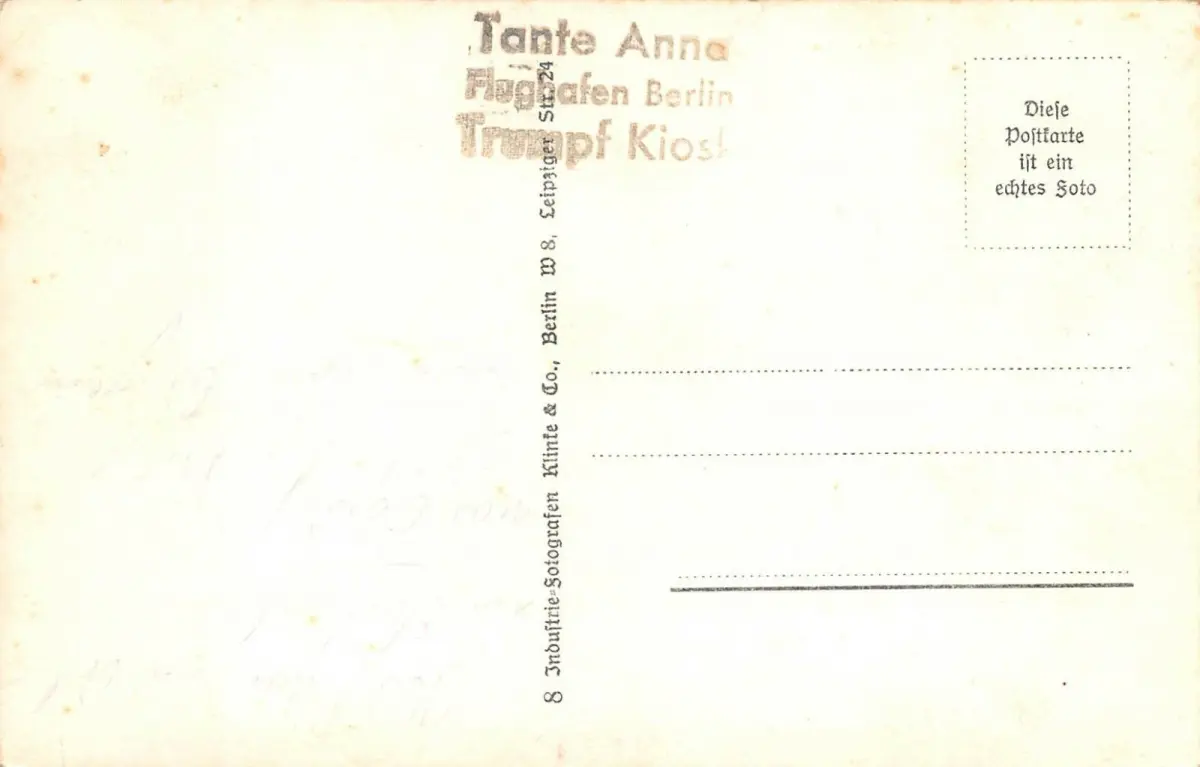 Tante Anna
Flughafen Berlin
Trumpf Kiosk
Dieſe
Poſtkarte
iſt ein
echtes Foto
8 Induſtrie=Fotografen Klinke & Co., Berlin W 8, Leipziger Str. 24